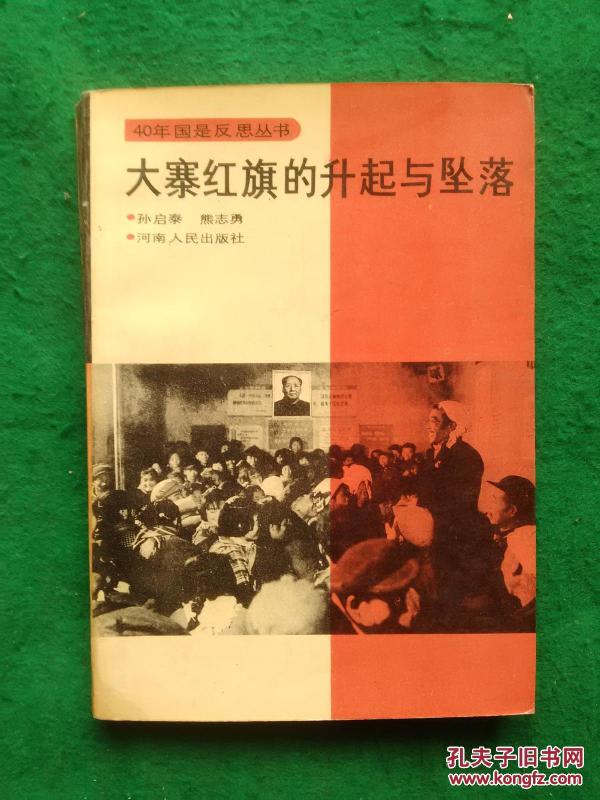 40年国是反思丛书
大寨红旗的升起与坠落
•孙启泰 熊志勇
•河南人民出版社
孔夫子旧书网
www.kongfz.com